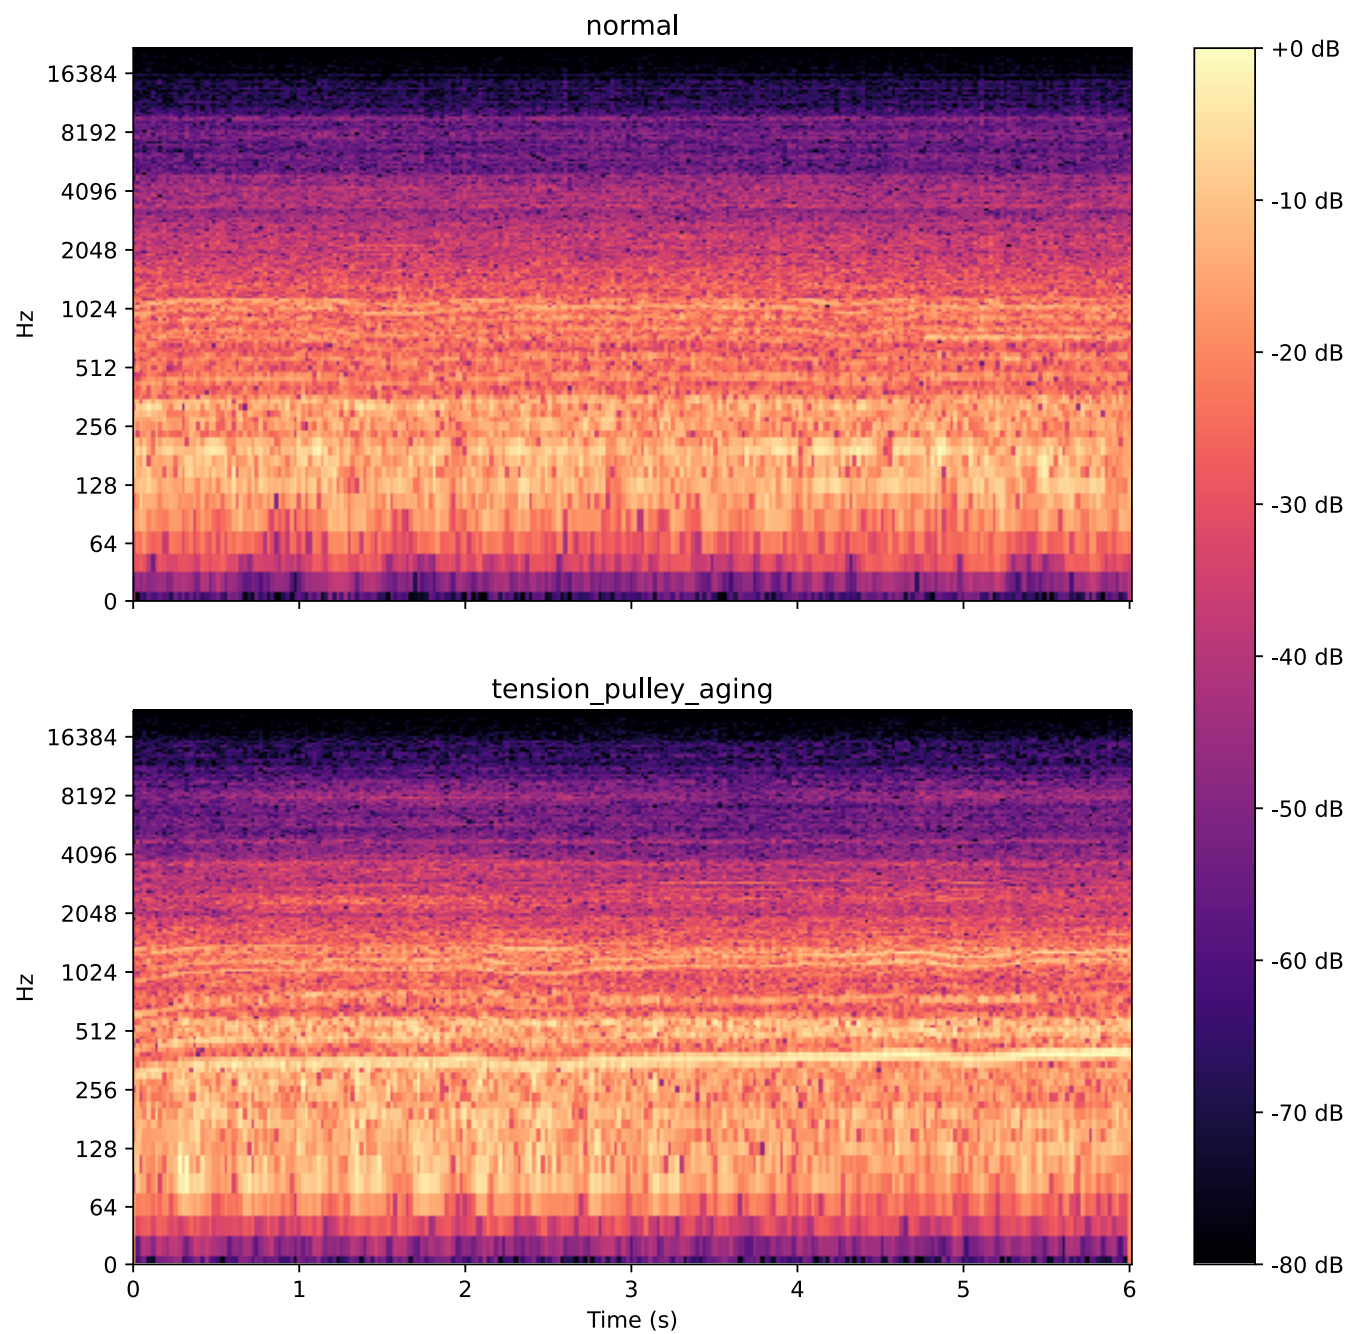 normal
Hz
16384
8192
4096
2048
1024
512
256
128
64
0
+0 dB
-10 dB
-20 dB
-30 dB
-40 dB
-50 dB
-60 dB
-70 dB
-80 dB
tension_pulley_aging
Hz
16384
8192
4096
2048
1024
512
256
128
64
0
0 1 2 3 4 5 6
Time (s)